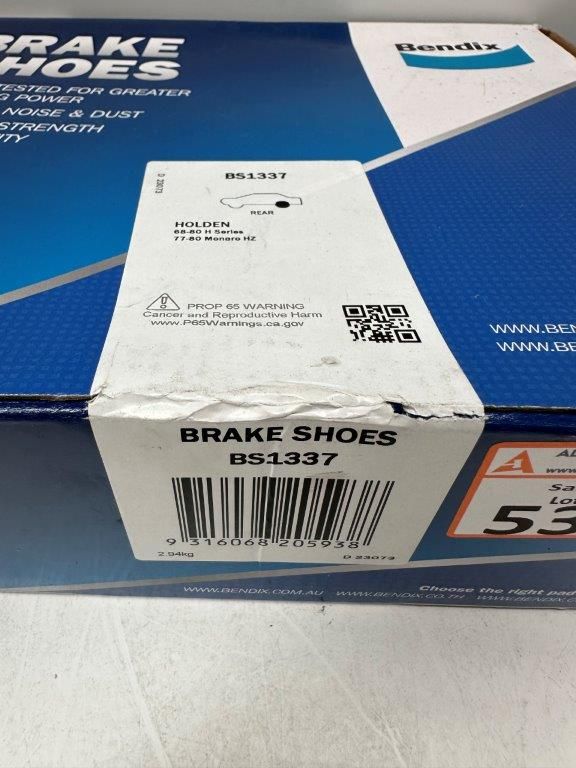 BRAKE
SHOES
TESTED FOR GREATER
POWER
NOISE & DUST
STRENGTH
Bendix
D 23073
BS1337
REAR
HOLDEN
68-80 H Series
77-80 Monaro HZ
PROP 65 WARNING
Cancer and Reproductive Harm
www.P65Warnings.ca.gov
WWW.BEN
WWW.BE
BRAKE SHOES
BS1337
9 316068 205938
2.94kg
D 23073
WWW.BENDIX.COM.AU WWW.BENDIX.CO.TH
Choose the right pad
A
www.
Sa
Lot
53